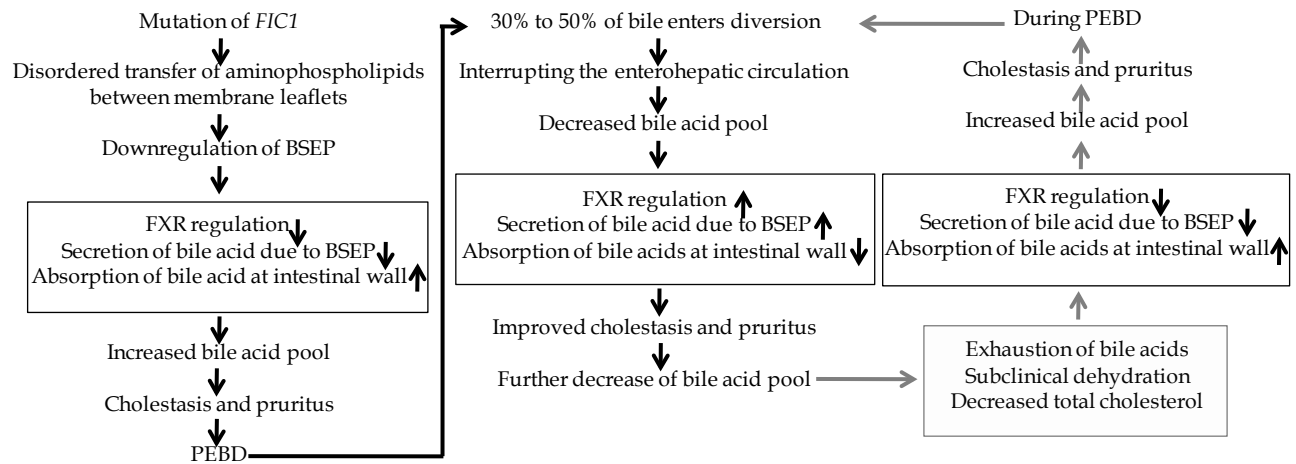 Mutation of FIC1
Disordered transfer of aminophospholipids
between membrane leaflets
Downregulation of BSEP
FXR regulation
Secretion of bile acid due to BSEP
Absorption of bile acid at intestinal wall
Increased bile acid pool
Cholestasis and pruritus
PEBD
30% to 50% of bile enters diversion
Interrupting the enterohepatic circulation
Decreased bile acid pool
FXR regulation
Secretion of bile acid due to BSEP
Absorption of bile acids at intestinal wall
Improved cholestasis and pruritus
Further decrease of bile acid pool
During PEBD
Cholestasis and pruritus
Increased bile acid pool
FXR regulation
Secretion of bile acid due to BSEP
Absorption of bile acids at intestinal wall
Exhaustion of bile acids
Subclinical dehydration
Decreased total cholesterol